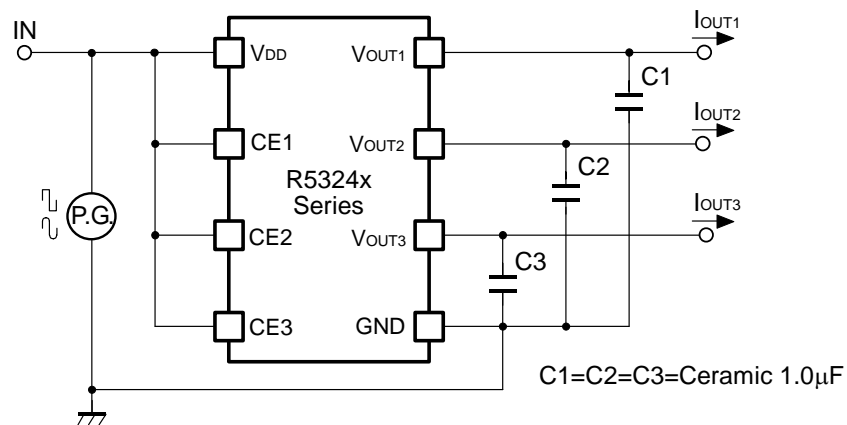 IN
VDD
VOUT1
IOUT1
C1
CE1
VOUT2
IOUT2
C2
R5324x
Series
P.G.
CE2
VOUT3
IOUT3
C3
CE3
GND
C1=C2=C3=Ceramic 1.0μF